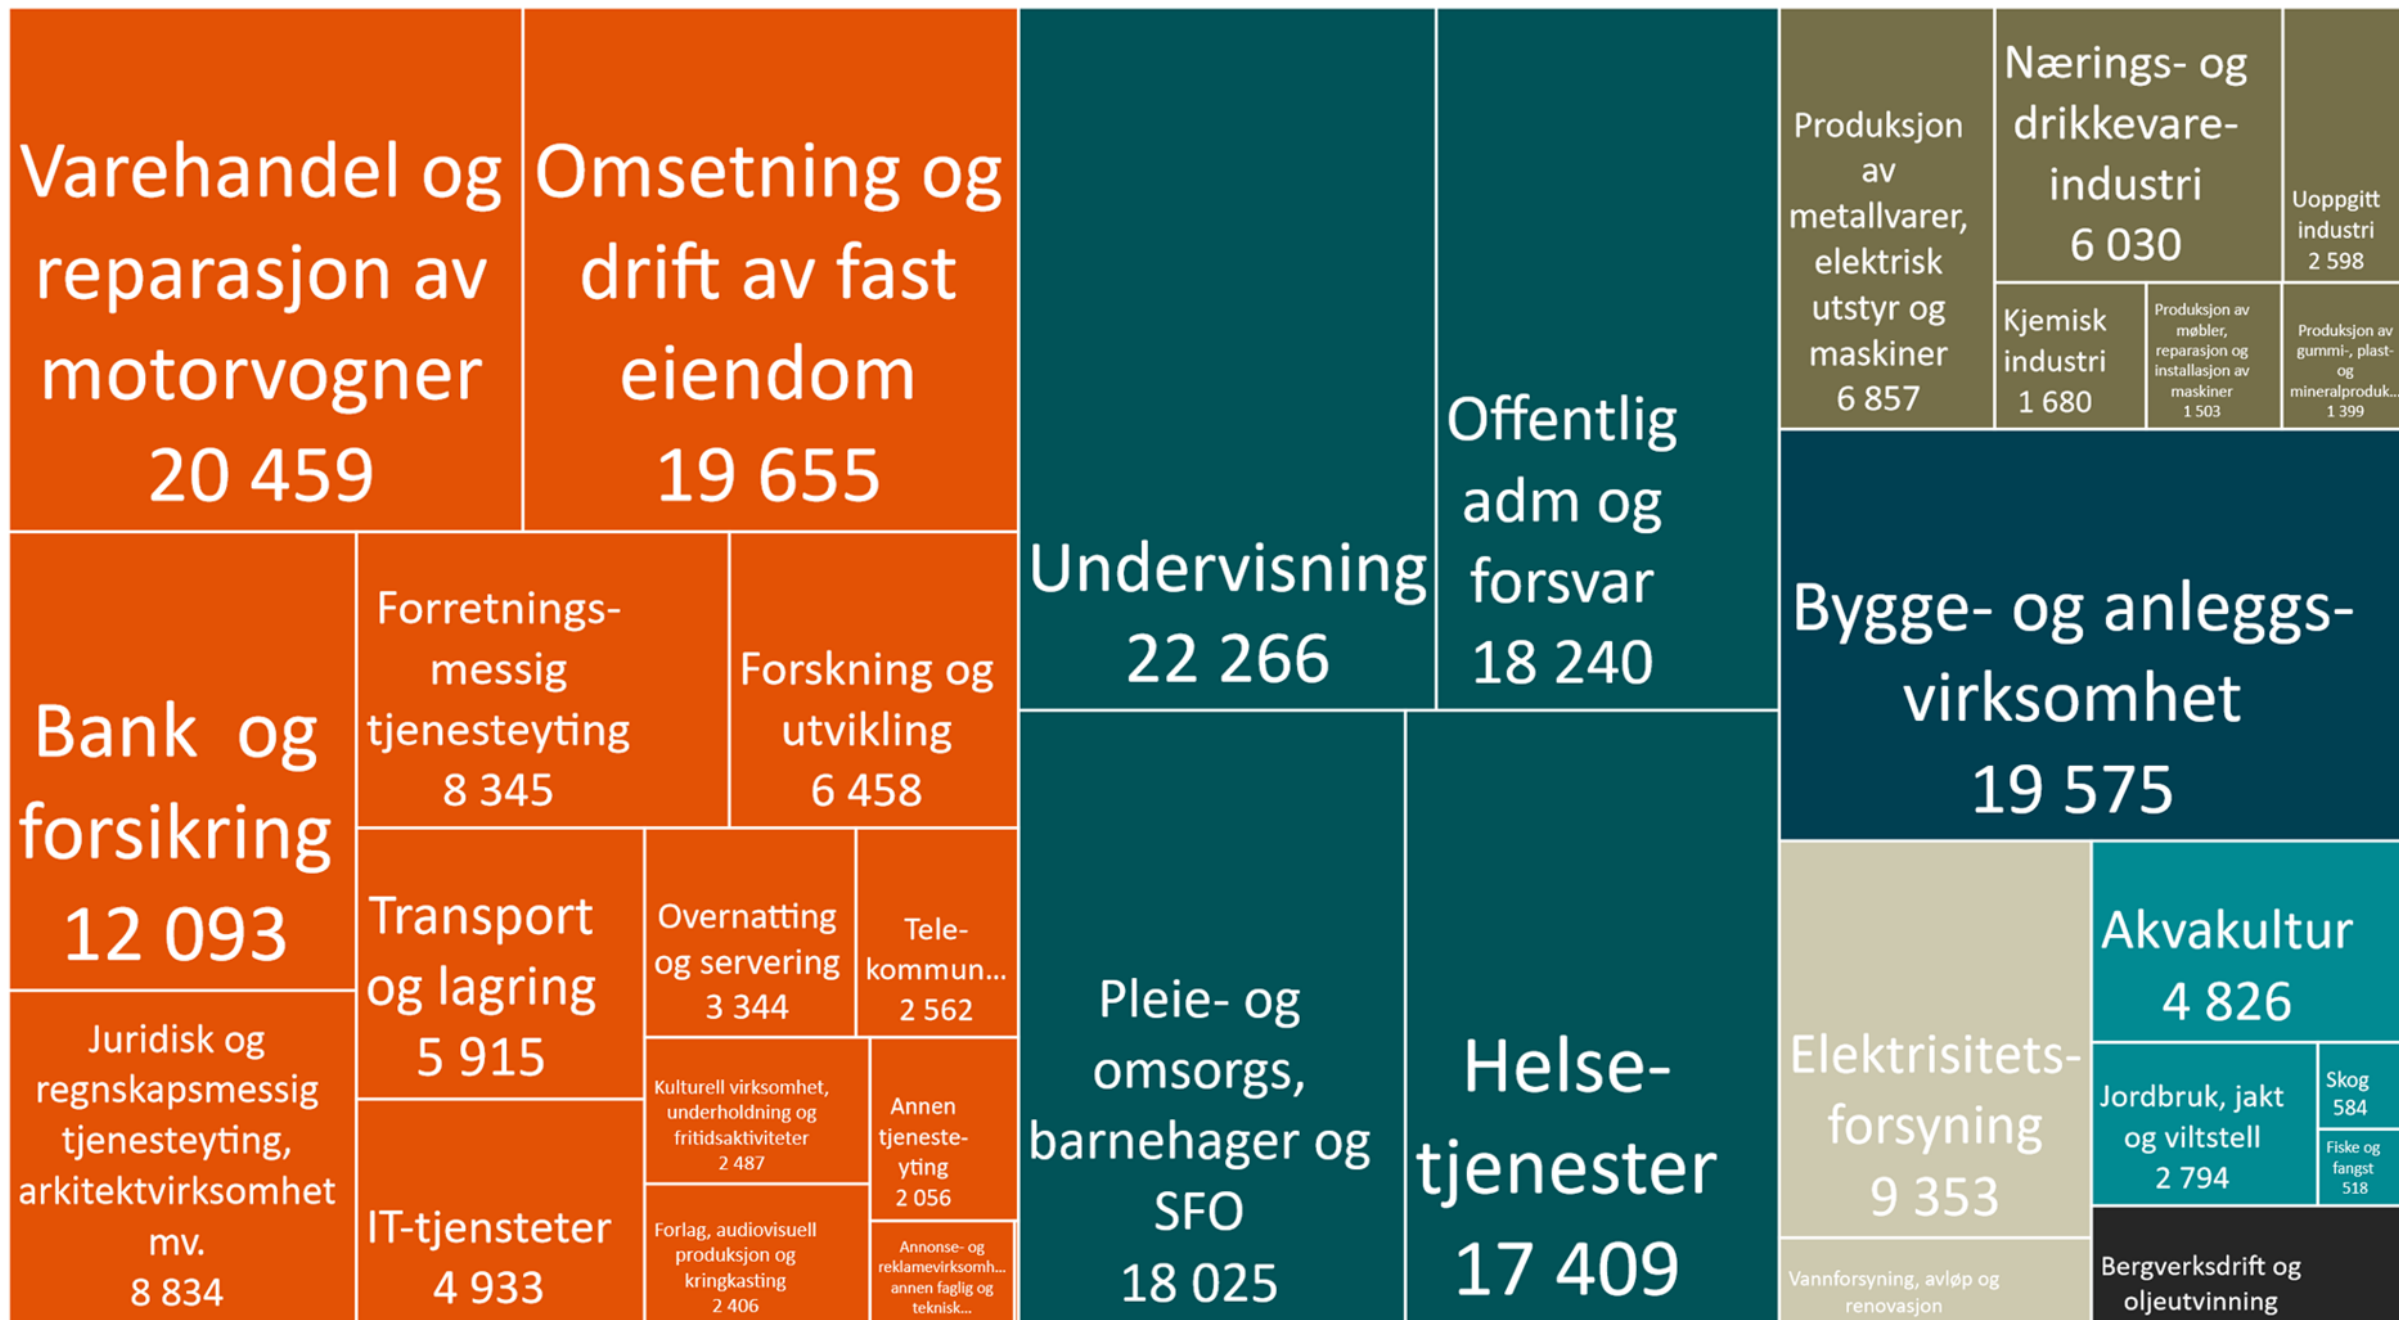 Varehandel og
reparasjon av
motorvogner
20 459
Omsetning og
drift av fast
eiendom
19 655
Bank og
forsikring
12 093
Juridisk og
regnskapsmessig
tjenesteyting,
arkitektvirksomhet
mv.
8 834
Forretnings-
messig
tjenesteyting
8 345
Forskning og
utvikling
6 458
Transport
og lagring
5 915
IT-tjensteter
4 933
Overnatting
og servering
3 344
Tele-
kommun...
2 562
Kulturell virksomhet,
underholdning og
fritidsaktiviteter
2 487
Annen
tjeneste-
yting
2 056
Forlag, audiovisuell
produksjon og
kringkasting
2 406
Annonse- og
reklamevirksomh...
annen faglig og
teknisk...
Undervisning
22 266
Offentlig
adm og
forsvar
18 240
Pleie- og
omsorgs,
barnehager og
SFO
18 025
Helse-
tjenester
17 409
Produksjon
av
metallvarer,
elektrisk
utstyr og
maskiner
6 857
Nærings- og
drikkevare-
industri
6 030
Uoppgitt
industri
2 598
Kjemisk
industri
1 680
Produksjon av
møbler,
reparasjon og
installasjon av
maskiner
1 503
Produksjon av
gummi-, plast-
og
mineralproduk...
1 399
Bygge- og anleggs-
virksomhet
19 575
Elektrisitets-
forsyning
9 353
Vannforsyning, avløp og
renovasjon
Akvakultur
4 826
Jordbruk, jakt
og viltstell
2 794
Skog
584
Fiske og
fangst
518
Bergverksdrift og
oljeutvinning